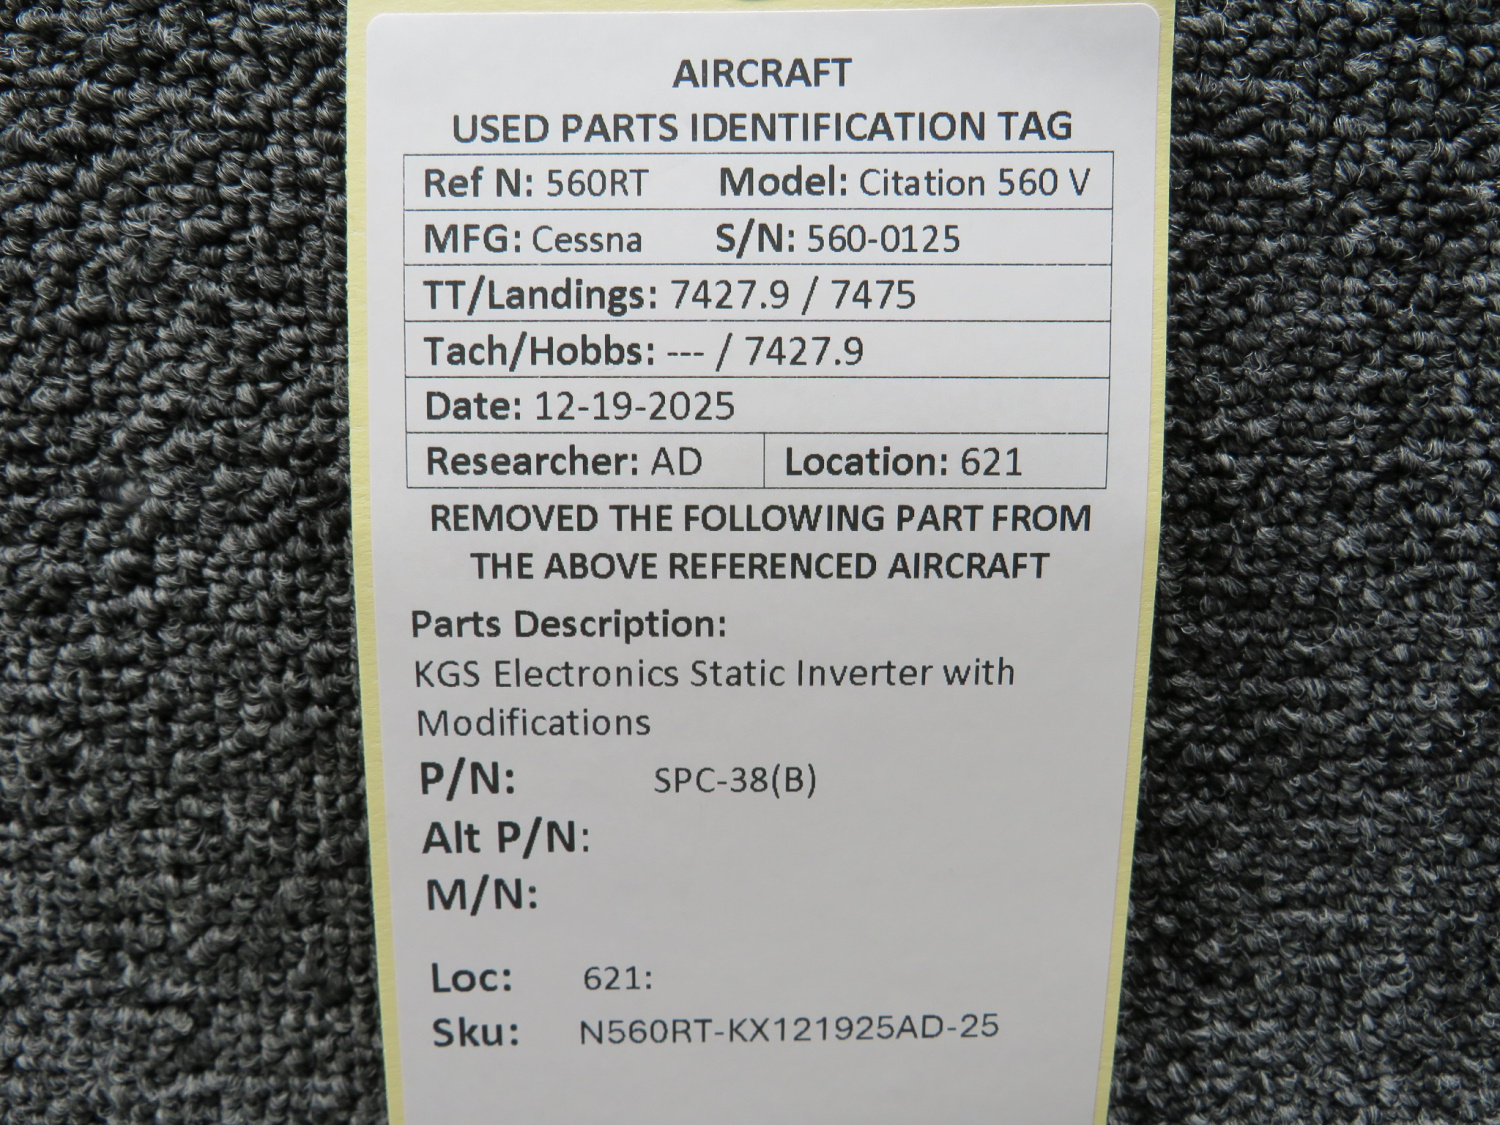 AIRCRAFT
USED PARTS IDENTIFICATION TAG
Ref N: 560RT Model: Citation 560 V
MFG: Cessna S/N: 560-0125
TT/Landings: 7427.9 / 7475
Tach/Hobbs: --- / 7427.9
Date: 12-19-2025
Researcher: AD Location: 621
REMOVED THE FOLLOWING PART FROM
THE ABOVE REFERENCED AIRCRAFT
Parts Description:
KGS Electronics Static Inverter with
Modifications
P/N: SPC-38(B)
Alt P/N:
M/N:
Loc: 621:
Sku: N560RT-KX121925AD-25